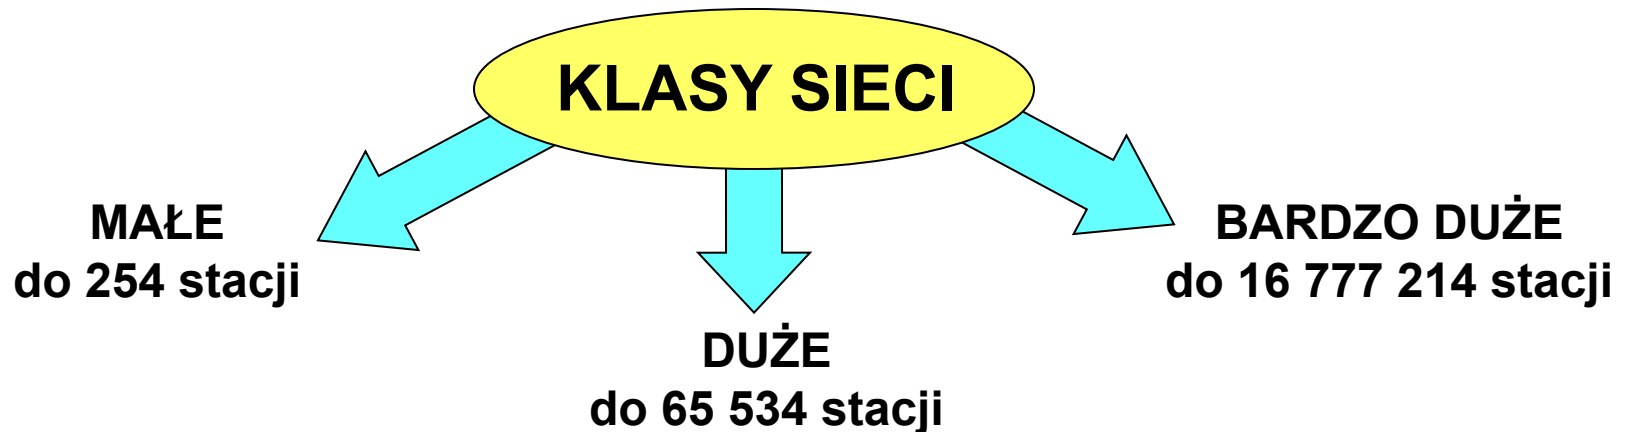 KLASY SIECI
MAŁE
do 254 stacji
DUŻE
do 65 534 stacji
BARDZO DUŻE
do 16 777 214 stacji